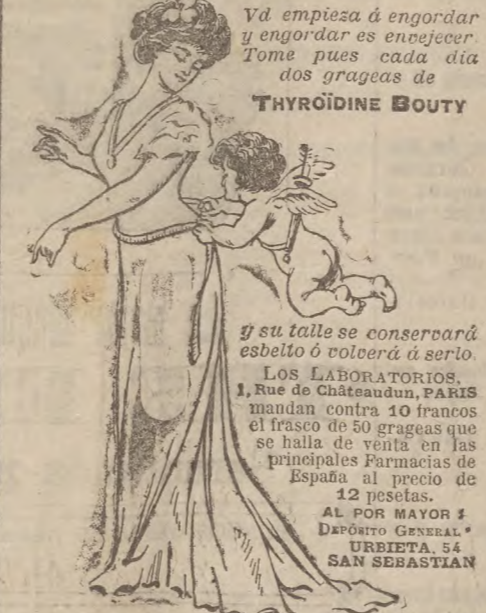 Vd empieza á engordar
y engordar es envejecer.
Tome pues cada día
dos grageas de
THYROÏDINE BOUTY
y su talle se conservará
esbelto ó volverá á serlo.
LOS LABORATORIOS,
1, Rue de Châteaudun, PARIS
mandan contra 10 francos
el frasco de 50 grageas que
se halla de venta en las
principales Farmacias de
España al precio de
12 pesetas.
AL POR MAYOR :
DEPÓSITO GENERAL
URBIETA, 54
SAN SEBASTIAN